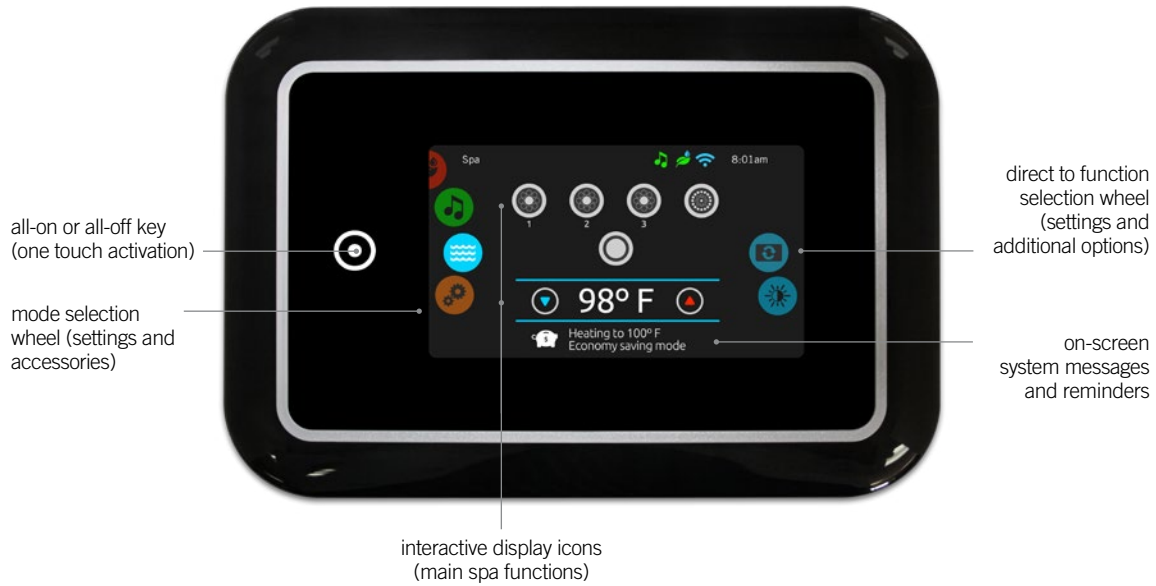 Spa
8:01am
1
2
3
98° F
Heating to 100° F
Economy saving mode
all-on or all-off key
(one touch activation)
mode selection
wheel (settings and
accessories)
direct to function
selection wheel
(settings and
additional options)
on-screen
system messages
and reminders
interactive display icons
(main spa functions)